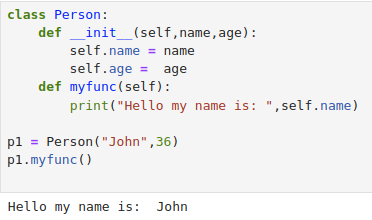 class Person:
    def __init__(self,name,age):
        self.name = name
        self.age =  age
    def myfunc(self):
        print("Hello my name is: ",self.name)

p1 = Person("John",36)
p1.myfunc()

Hello my name is:  John